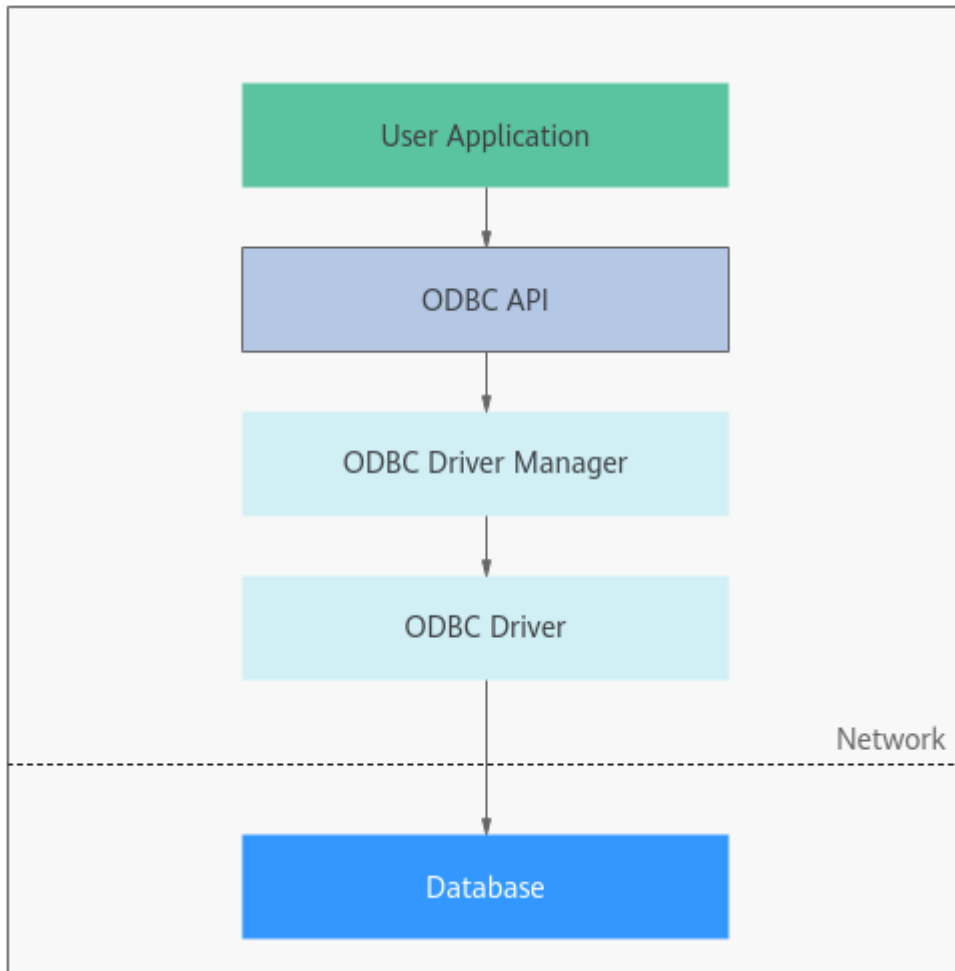 User Application
ODBC API
ODBC Driver Manager
ODBC Driver
Network
Database